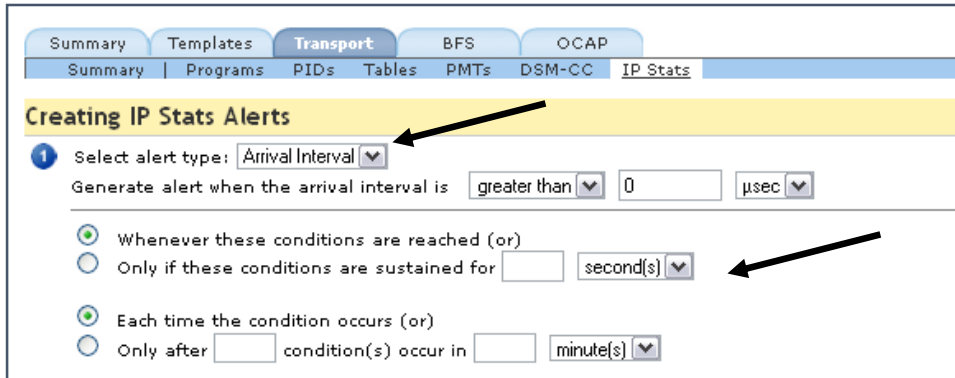 Summary Templates Transport BFS OCAP
Summary | Programs PIDs Tables PMTs DSM-CC IP Stats
Creating IP Stats Alerts
1 Select alert type: Arrival Interval
Generate alert when the arrival interval is greater than 0 μsec
Whenever these conditions are reached (or)
Only if these conditions are sustained for second(s)
Each time the condition occurs (or)
Only after condition(s) occur in minute(s)